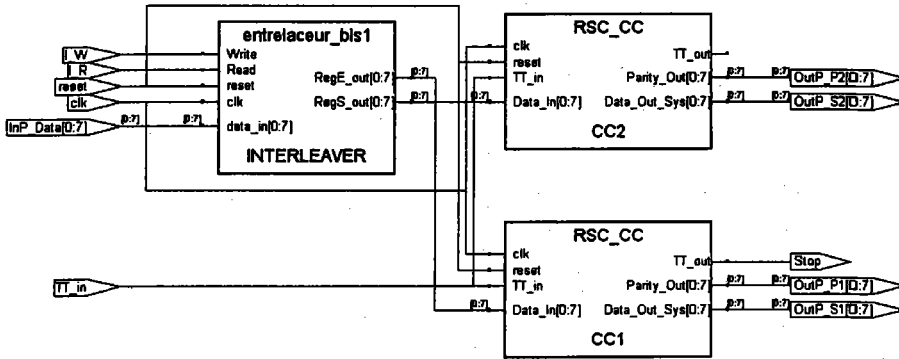 entrelaceur_bis1
I_W
Write
I_R
Read
reset
clk
clk
RegE_out[0:7]
[0:7]
RegS_out[0:7]
[0:7]
InP_Data[0:7]
[0:7]
[0:7]
data_in[0:7]
INTERLEAVER
RSC_CC
clk
reset
TT_in
Data_In[0:7]
TT_out
Parity_Out[0:7]
[0:7]
[0:7]
OutP_P2[0:7]
Data_Out_Sys[0:7]
[0:7]
[0:7]
OutP_S2[0:7]
[0:7]
CC2
RSC_CC
clk
reset
TT_in
TT_in
[0:7]
Data_In[0:7]
TT_out
Stop
Parity_Out[0:7]
[0:7]
[0:7]
OutP_P1[0:7]
Data_Out_Sys[0:7]
[0:7]
[0:7]
OutP_S1[0:7]
CC1
reset